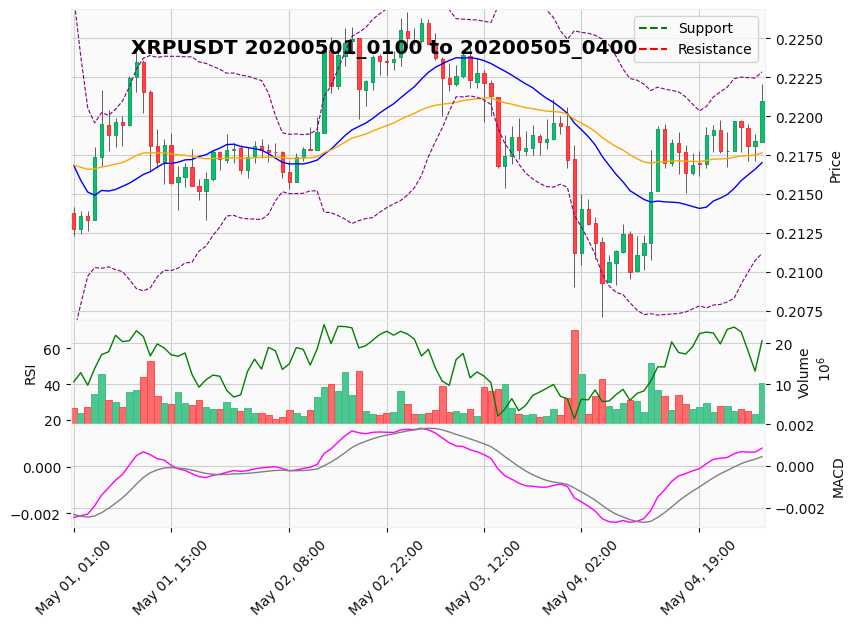 XRPUSDT 20200501_0100 to 20200505_0400
Support
Resistance
0.2250
0.2225
0.2200
0.2175
0.2150
0.2125
0.2100
0.2075
Price
60
40
20
RSI
20
10
Volume
10^6
0.002
0.000
−0.002
MACD
0.000
−0.002
May 01, 01:00
May 01, 15:00
May 02, 08:00
May 02, 22:00
May 03, 12:00
May 04, 02:00
May 04, 19:00